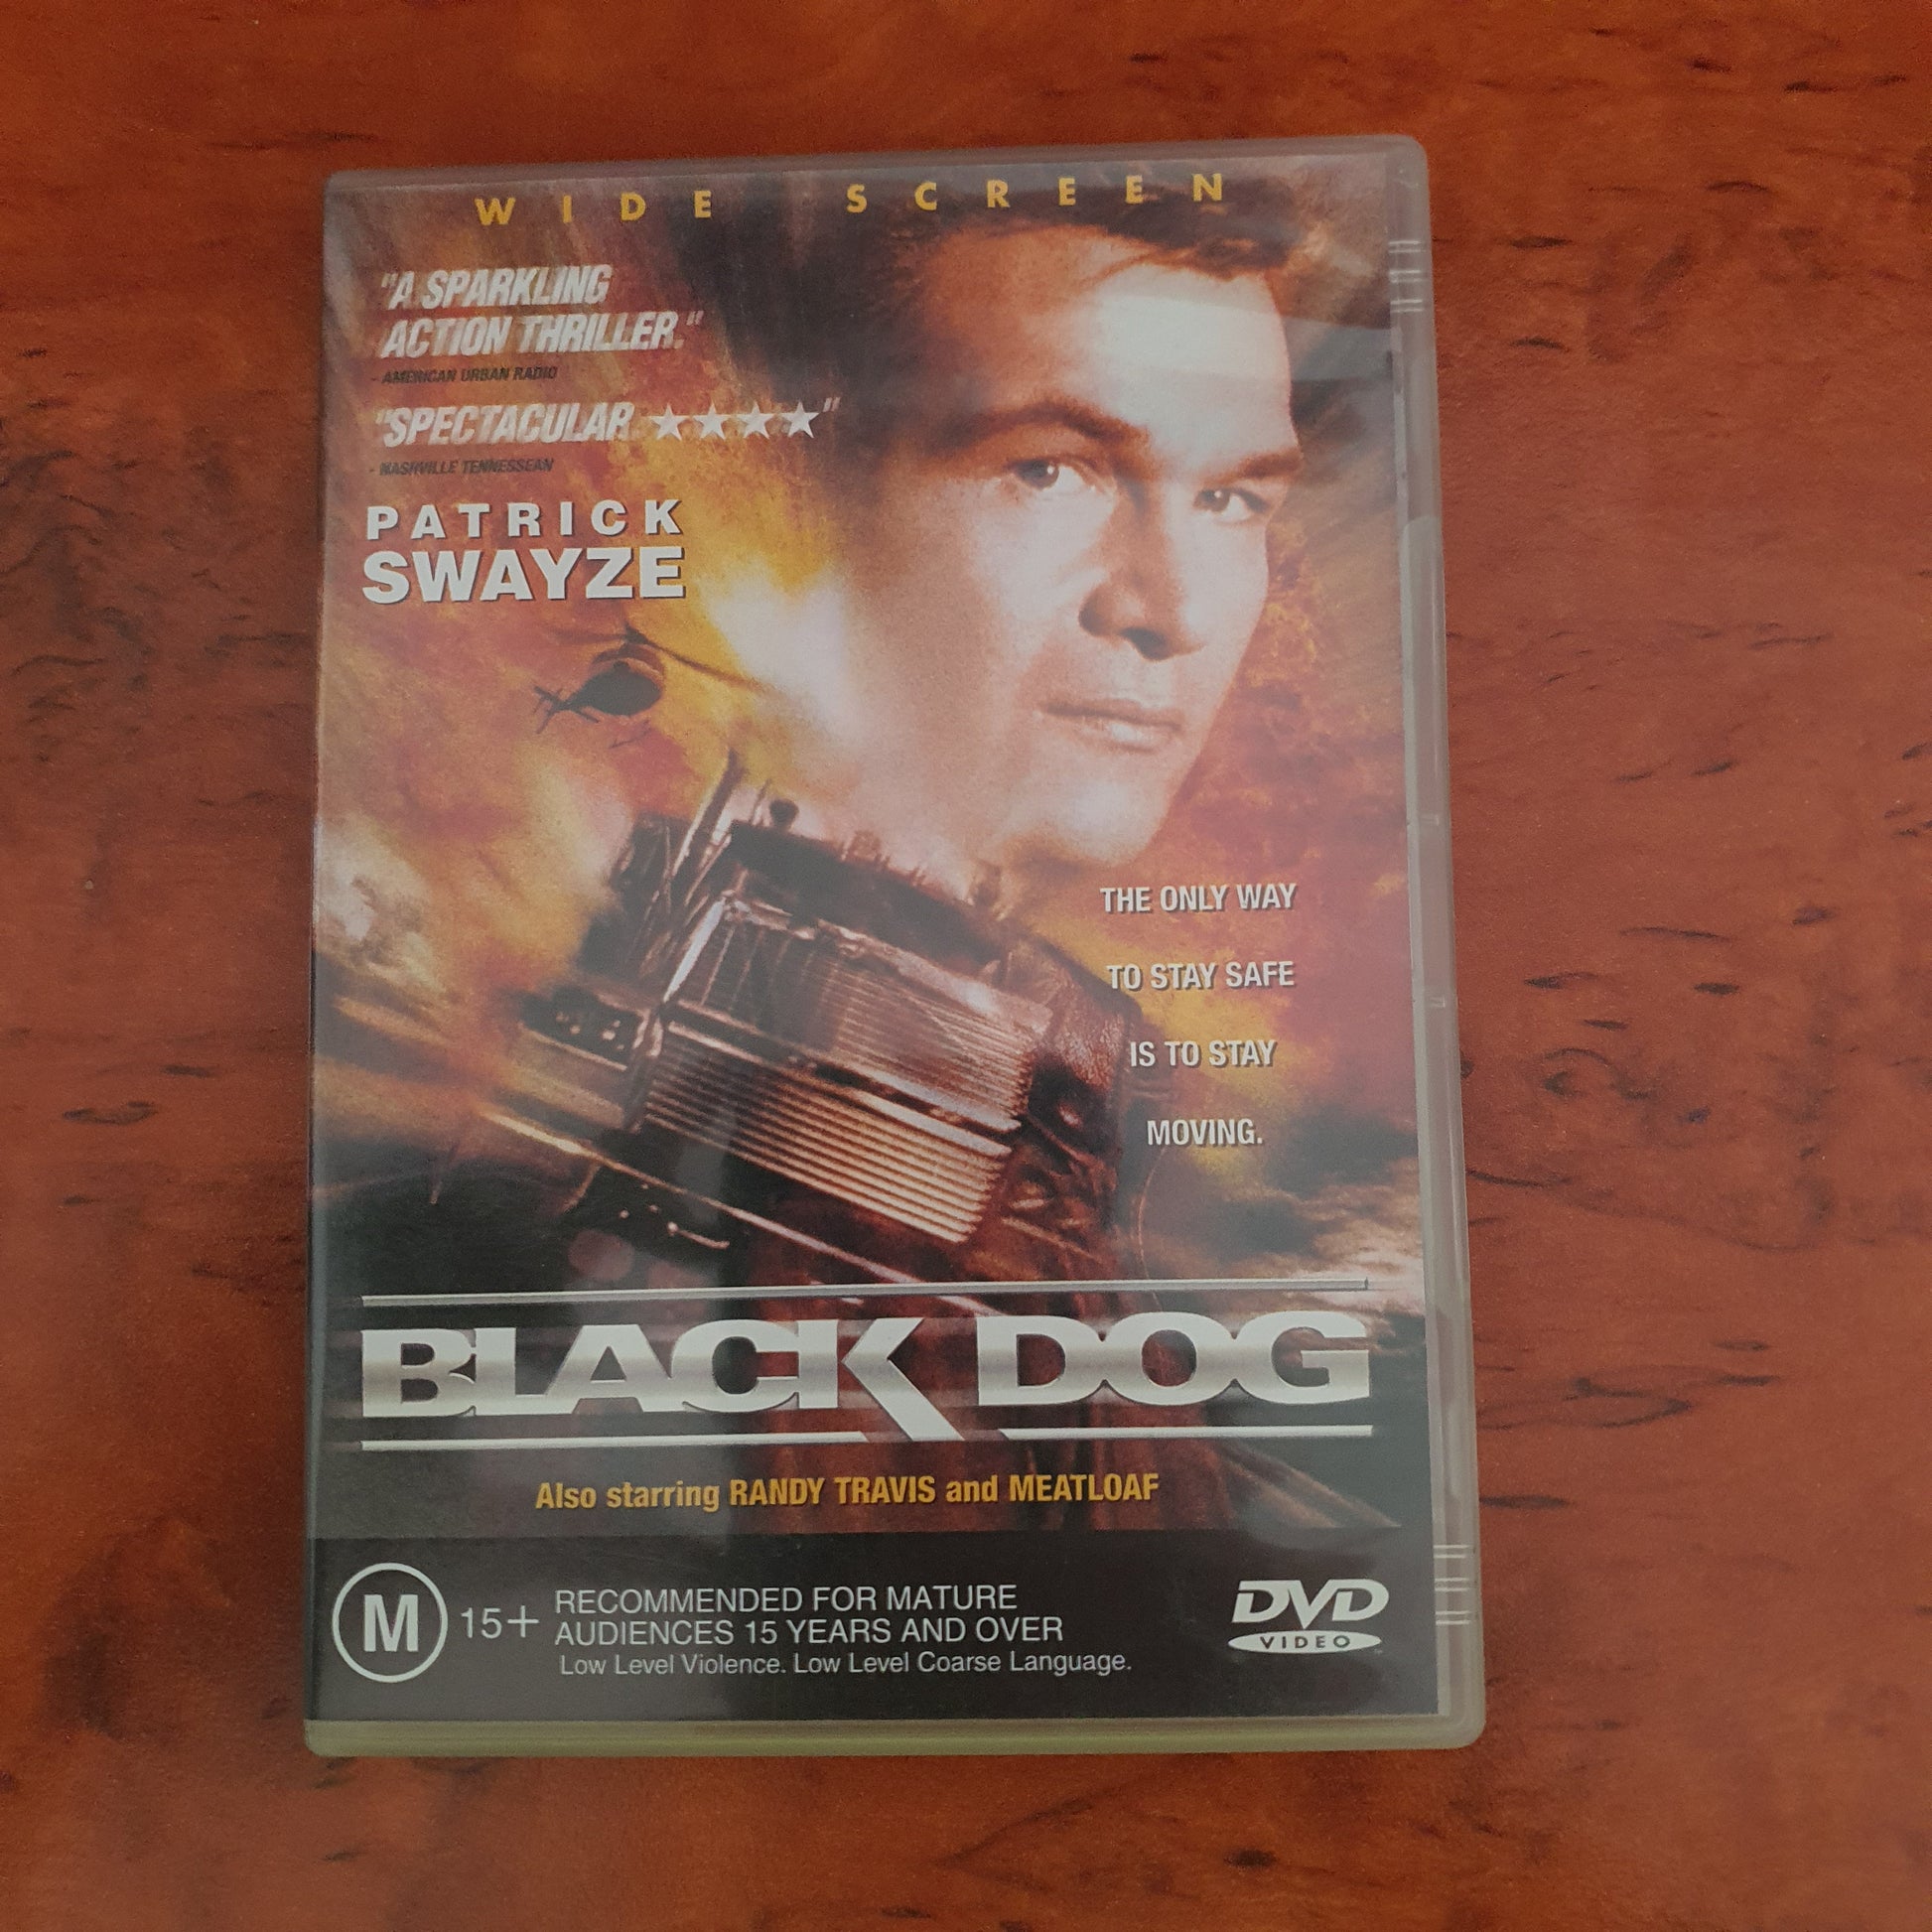 WIDE SCREEN
"A SPARKLING
ACTION THRILLER."
- AMERICAN URBAN RADIO
"SPECTACULAR ★★★★"
- NASHVILLE TENNESSEAN
PATRICK
SWAYZE
THE ONLY WAY
TO STAY SAFE
IS TO STAY
MOVING.
BLACK DOG
Also starring RANDY TRAVIS and MEATLOAF
M 15+ RECOMMENDED FOR MATURE
AUDIENCES 15 YEARS AND OVER
Low Level Violence. Low Level Coarse Language.
DVD
VIDEO